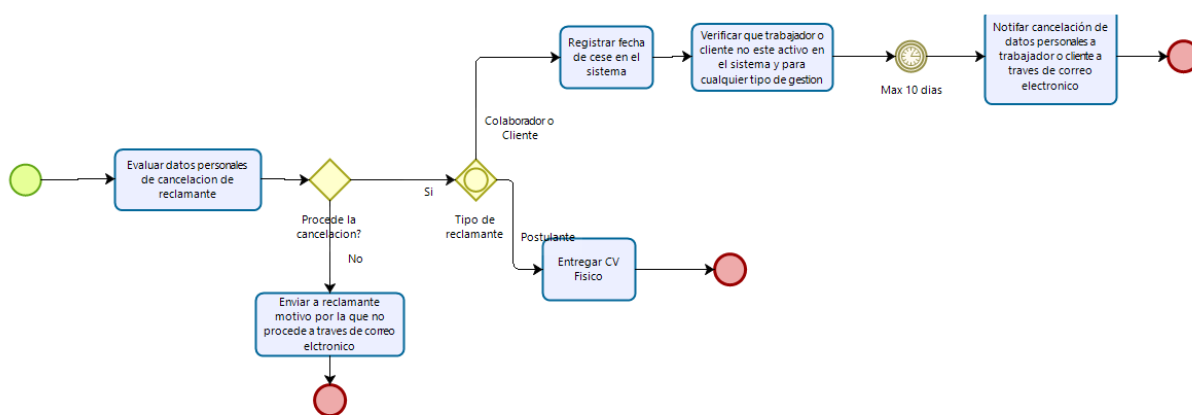 Registrar fecha
de cese en el
sistema
Verificar que trabajador o
cliente no este activo en
el sistema y para
cualquier tipo de gestion
Max 10 dias
Notifar cancelación de
datos personales a
trabajador o cliente a
traves de correo
electronico
Colaborador o
Cliente
Evaluar datos personales
de cancelacion de
reclamante
Procede la
cancelacion?
Si
Tipo de
reclamante
No
Postulante
Entregar CV
Fisico
Enviar a reclamante
motivo por la que no
procede a traves de correo
elctronico